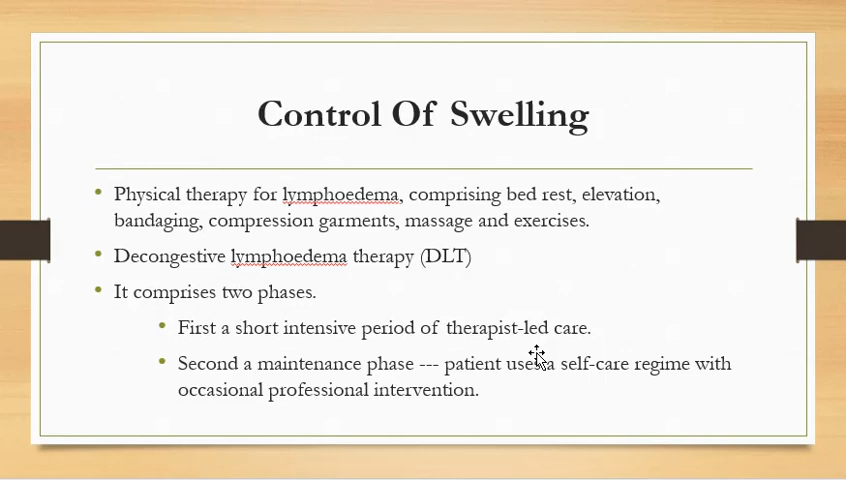 Control Of Swelling
• Physical therapy for lymphoedema, comprising bed rest, elevation,
bandaging, compression garments, massage and exercises.
• Decongestive lymphoedema therapy (DLT)
• It comprises two phases.
• First a short intensive period of therapist-led care.
• Second a maintenance phase --- patient uses a self-care regime with
occasional professional intervention.